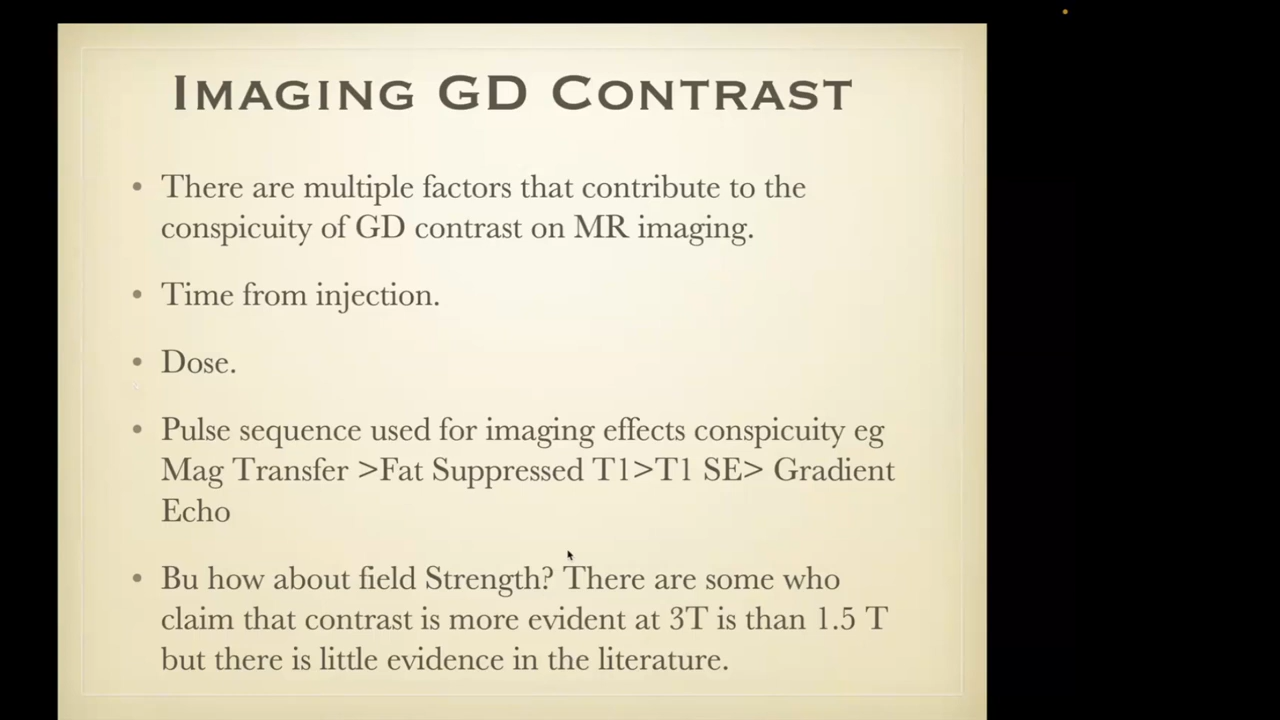 Imaging GD Contrast
• There are multiple factors that contribute to the
conspicuity of GD contrast on MR imaging.
• Time from injection.
• Dose.
• Pulse sequence used for imaging effects conspicuity eg
Mag Transfer >Fat Suppressed T1>T1 SE> Gradient
Echo
• Bu how about field Strength? There are some who
claim that contrast is more evident at 3T is than 1.5 T
but there is little evidence in the literature.